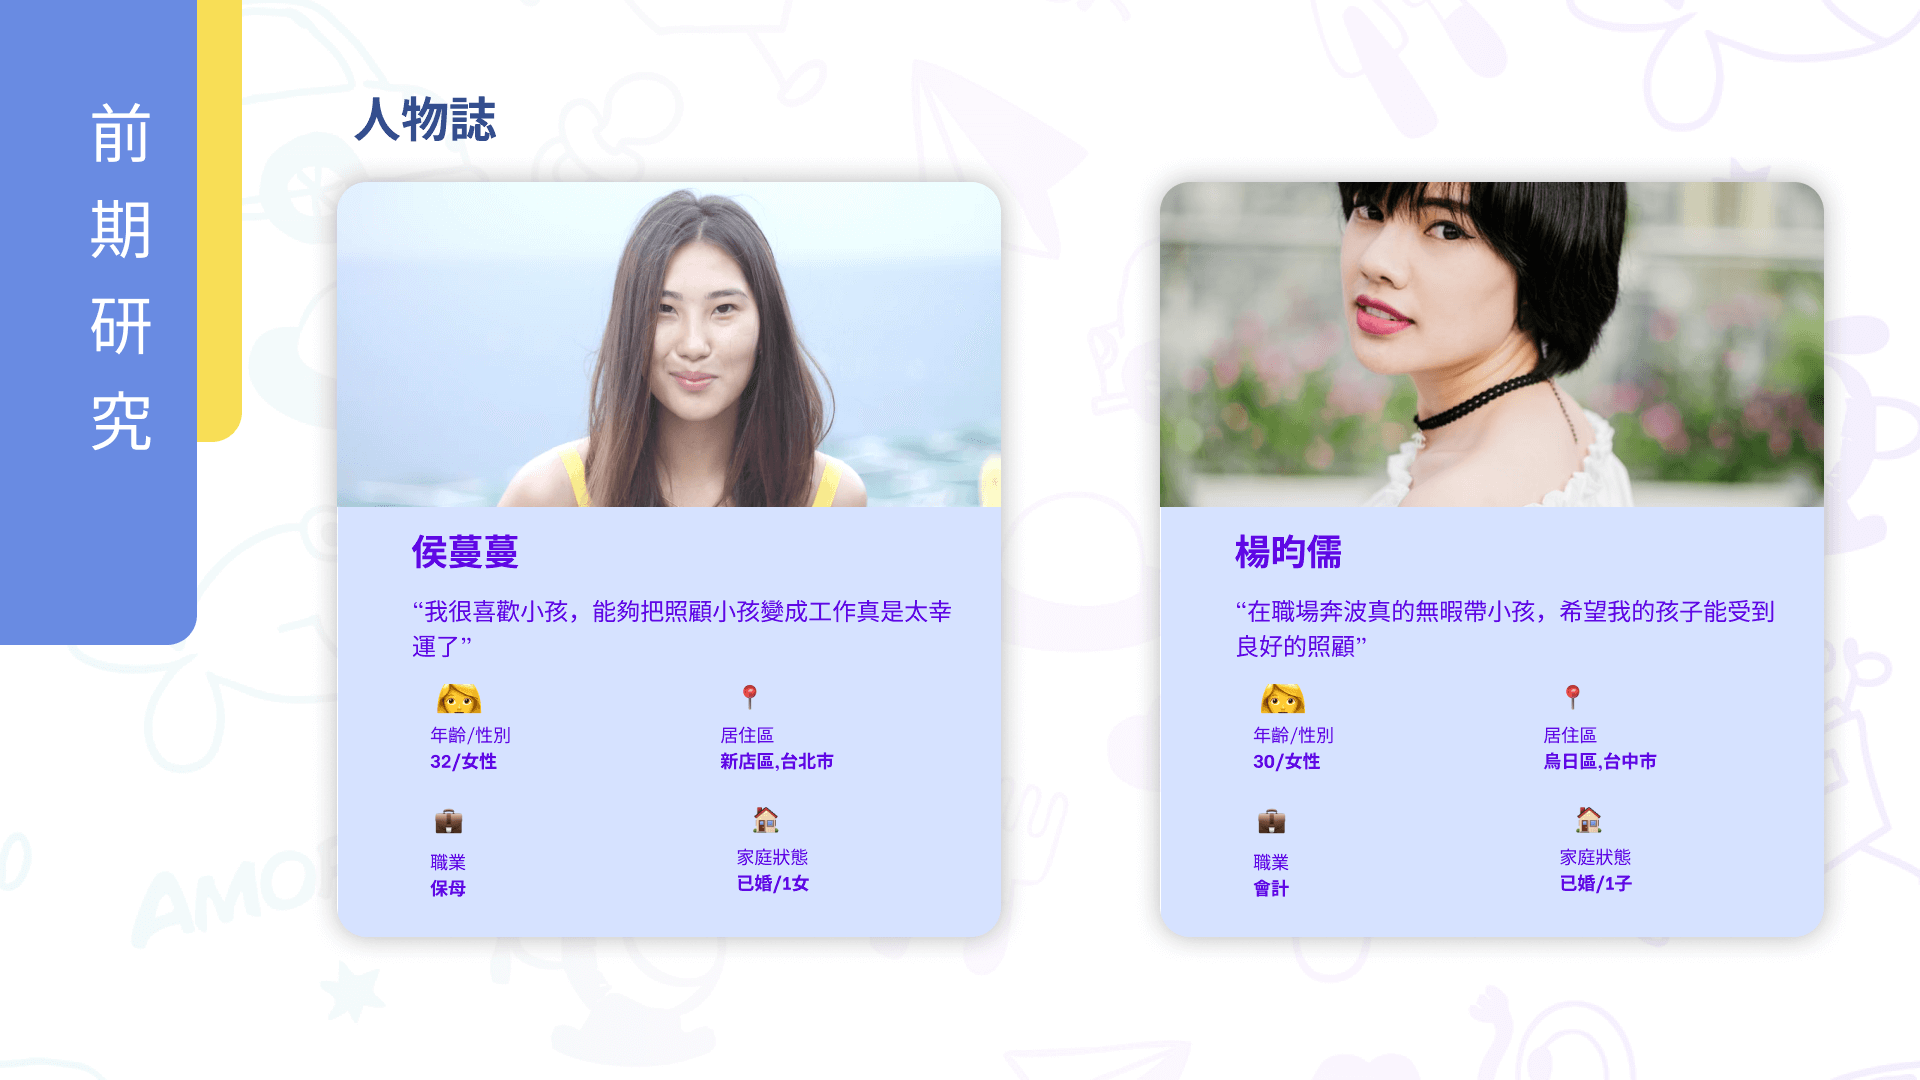 前期研究
人物誌
侯蔓蔓
“我很喜歡小孩，能夠把照顧小孩變成工作真是太幸
運了”
年齡/性別
32/女性
居住區
新店區,台北市
職業
保母
家庭狀態
已婚/1女
楊昀儒
“在職場奔波真的無暇帶小孩，希望我的孩子能受到
良好的照顧”
年齡/性別
30/女性
居住區
烏日區,台中市
職業
會計
家庭狀態
已婚/1子
AMOR